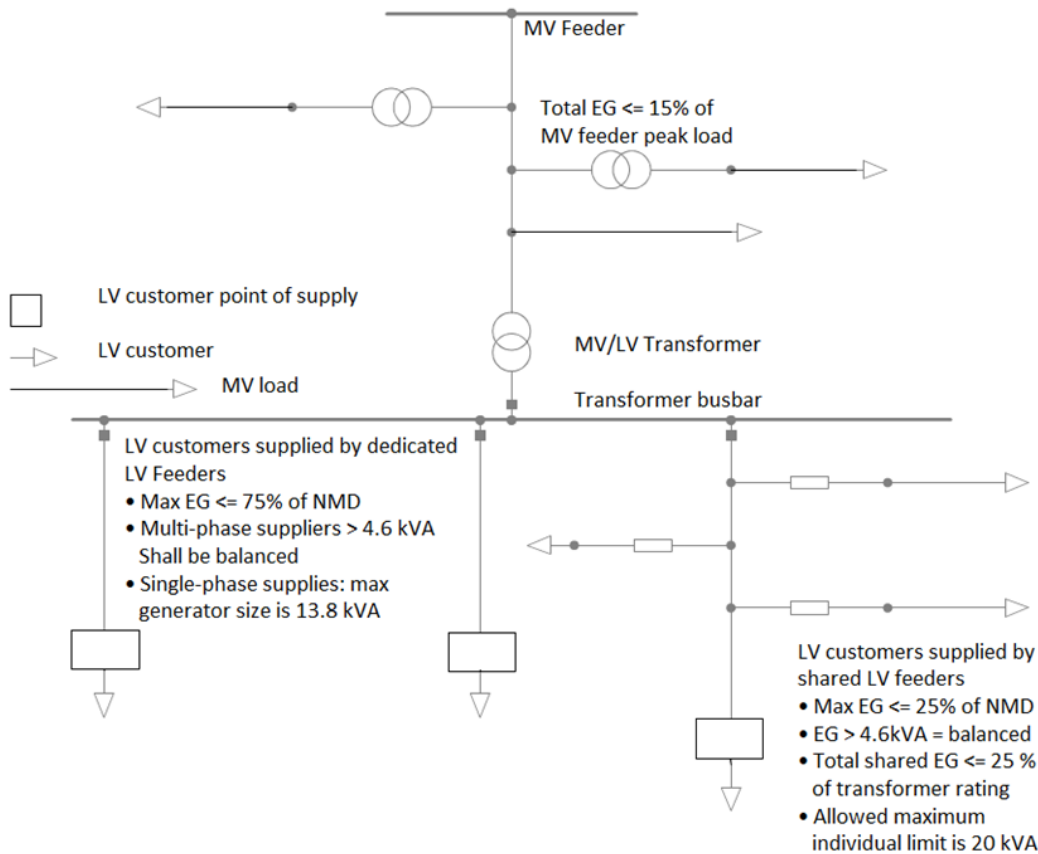 MV Feeder
Total EG <= 15% of
MV feeder peak load
LV customer point of supply
LV customer
MV load
MV/LV Transformer
Transformer busbar
LV customers supplied by dedicated
LV Feeders
• Max EG <= 75% of NMD
• Multi-phase suppliers > 4.6 kVA
Shall be balanced
• Single-phase supplies: max
generator size is 13.8 kVA
LV customers supplied by
shared LV feeders
• Max EG <= 25% of NMD
• EG > 4.6kVA = balanced
• Total shared EG <= 25 %
of transformer rating
• Allowed maximum
individual limit is 20 kVA